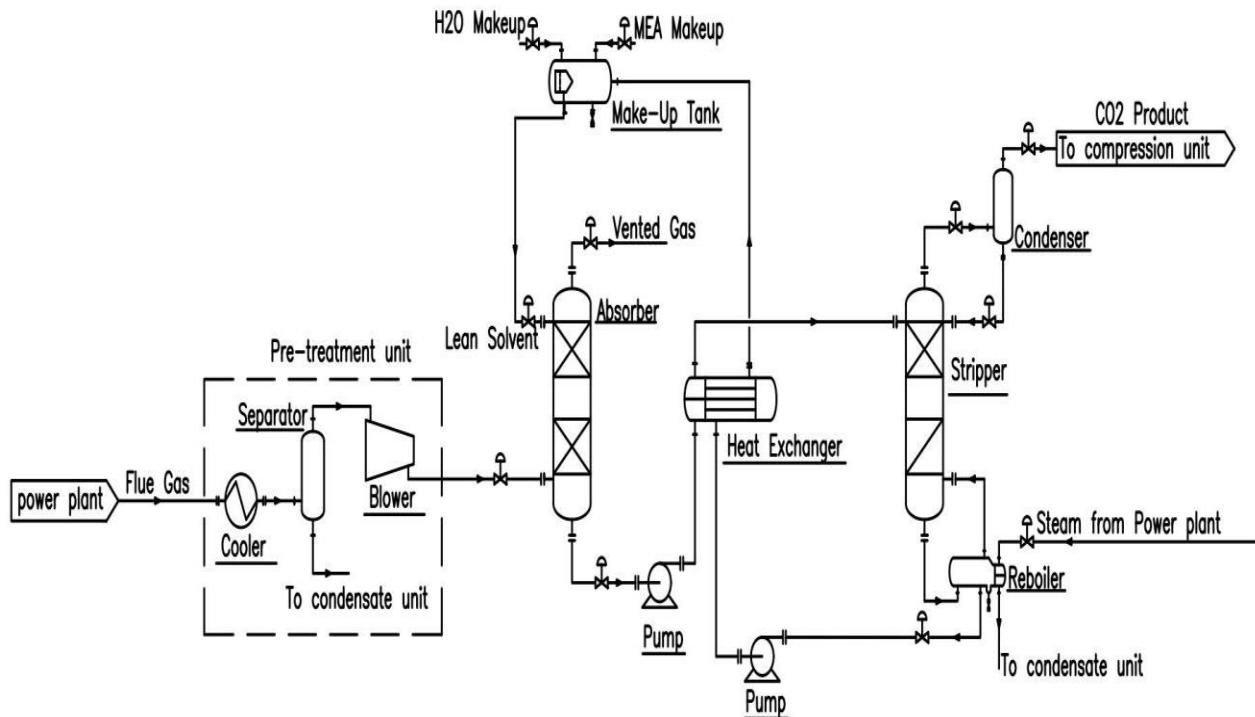 H2O Makeup
MEA Makeup
Make-Up Tank
CO2 Product
To compression unit
Vented Gas
Condenser
Absorber
Lean Solvent
Pre-treatment unit
Stripper
Separator
Heat Exchanger
Flue Gas
power plant
Blower
Steam from Power plant
Cooler
Reboiler
To condensate unit
Pump
To condensate unit
Pump